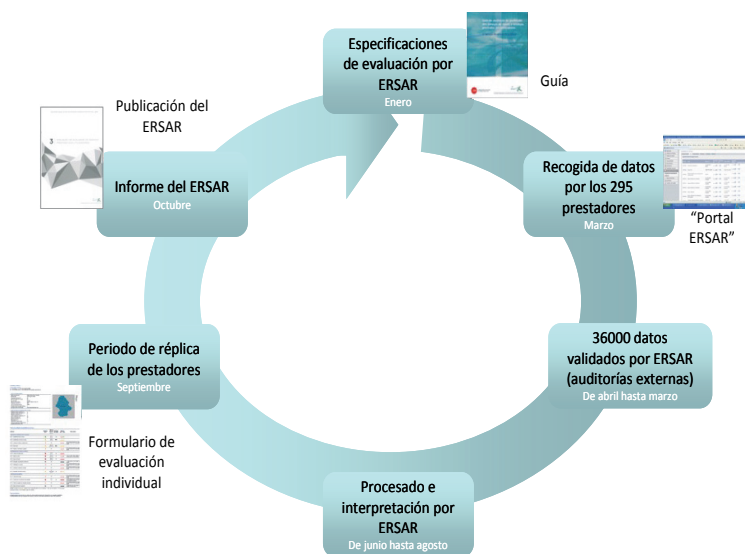 Especificaciones
de evaluación por
ERSAR
Enero
Guía
Recogida de datos
por los 295
prestadores
Marzo
“Portal
ERSAR”
36000 datos
validados por ERSAR
(auditorías externas)
De abril hasta marzo
Procesado e
interpretación por
ERSAR
De junio hasta agosto
Periodo de réplica
de los prestadores
Septiembre
Formulario de
evaluación
individual
Informe del ERSAR
Octubre
Publicación del
ERSAR
3